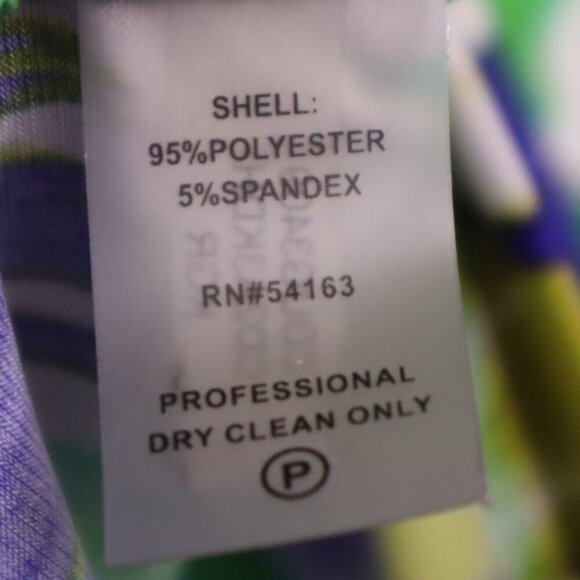 SHELL:
95%POLYESTER
5%SPANDEX
RN#54163
PROFESSIONAL
DRY CLEAN ONLY
P